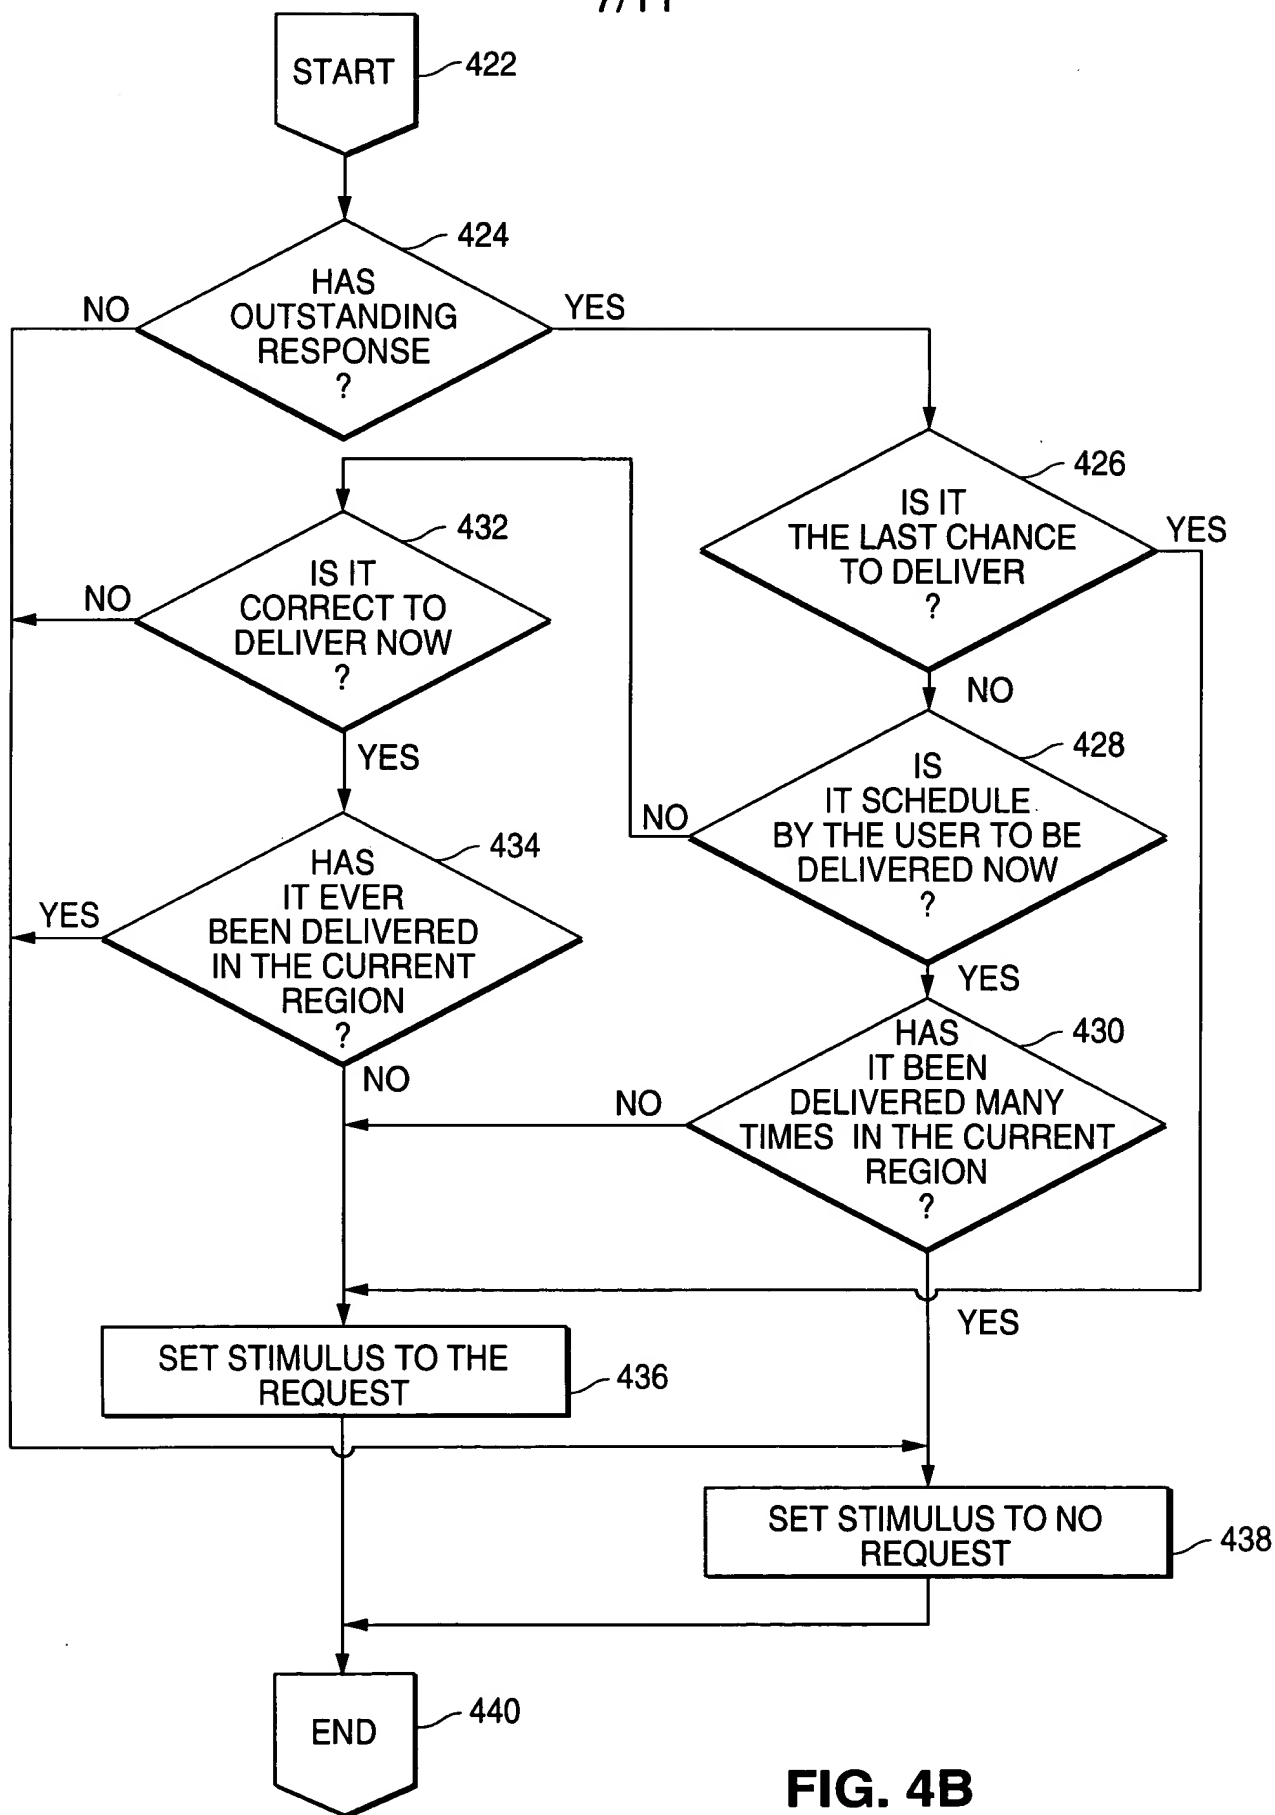 START
422
424
HAS
OUTSTANDING
RESPONSE
?
NO
YES
426
IS IT
THE LAST CHANCE
TO DELIVER
?
YES
NO
432
IS IT
CORRECT TO
DELIVER NOW
?
NO
YES
428
IS
IT SCHEDULE
BY THE USER TO BE
DELIVERED NOW
?
NO
YES
434
HAS
IT EVER
BEEN DELIVERED
IN THE CURRENT
REGION
?
YES
NO
430
HAS
IT BEEN
DELIVERED MANY
TIMES IN THE CURRENT
REGION
?
NO
YES
SET STIMULUS TO THE
REQUEST
436
SET STIMULUS TO NO
REQUEST
438
END
440
FIG. 4B